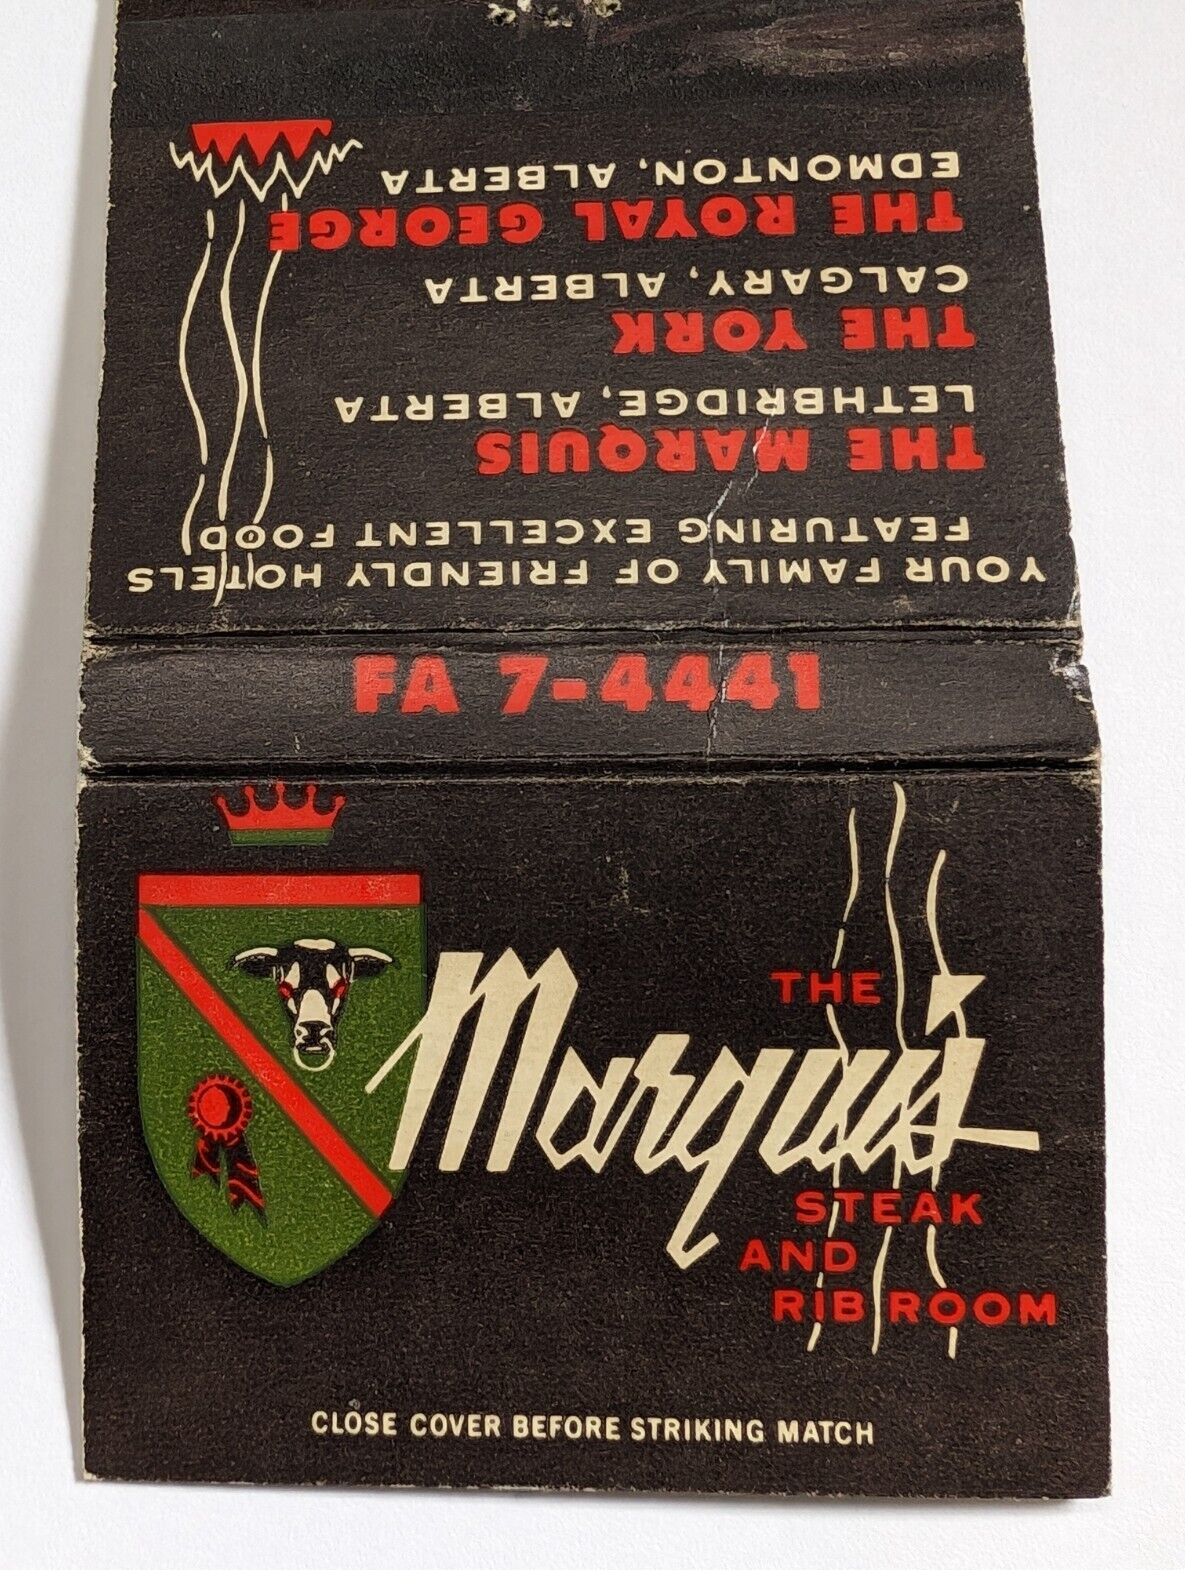 YOUR FAMILY OF FRIENDLY HOTELS
FEATURING EXCELLENT FOOD
THE MARQUIS
LETHBRIDGE, ALBERTA
THE YORK
CALGARY, ALBERTA
THE ROYAL GEORGE
EDMONTON, ALBERTA
FA 7-4441
THE
Marquis
STEAK
AND
RIB ROOM
CLOSE COVER BEFORE STRIKING MATCH